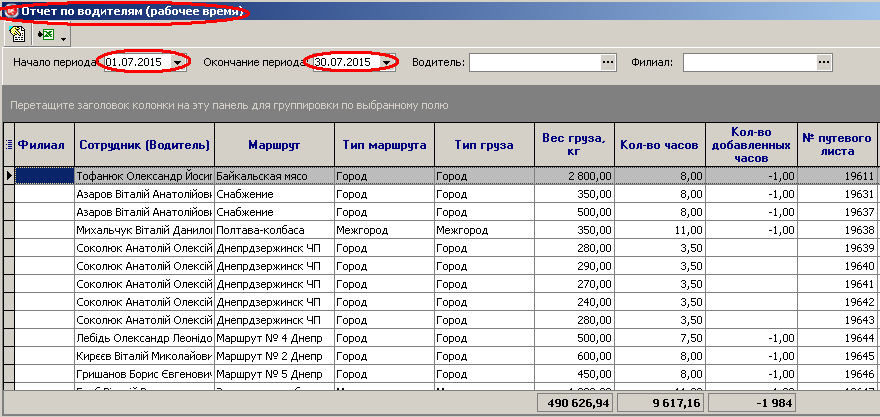 Отчет по водителям (рабочее время)
Начало периода 01.07.2015 Окончание периода 30.07.2015 Водитель: Филиал:
Перетащите заголовок колонки на эту панель для группировки по выбранному полю
Филиал Сотрудник (Водитель) Маршрут Тип маршрута Тип груза Вес груза, кг Кол-во часов Кол-во добавленных часов № путевого листа
Тофанюк Олександр Йосиг Байкальская мясо Город Город 2 800,00 8,00 -1,00 19611
Азаров Віталій Анатолійови Снабжение Город Город 350,00 8,00 -1,00 19631
Азаров Віталій Анатолійови Снабжение Город Город 500,00 8,00 -1,00 19637
Михальчук Віталій Данилов Полтава-колбаса Межгород Межгород 350,00 11,00 -1,00 19638
Соколюк Анатолій Олексій Днепрдзержинск ЧП Город Город 280,00 3,50 19639
Соколюк Анатолій Олексій Днепрдзержинск ЧП Город Город 290,00 3,50 19640
Соколюк Анатолій Олексій Днепрдзержинск ЧП Город Город 270,00 3,50 19641
Соколюк Анатолій Олексій Днепрдзержинск ЧП Город Город 240,00 3,50 19642
Соколюк Анатолій Олексій Днепрдзержинск ЧП Город Город 280,00 3,50 19643
Лебідь Олександр Леонідо Маршрут № 4 Днепр Город Город 500,00 7,50 -1,00 19644
Кирєєв Віталій Миколайови Маршрут № 2 Днепр Город Город 600,00 8,00 -1,00 19645
Гришанов Борис Євгенович Маршрут № 5 Днепр Город Город 450,00 8,00 -1,00 19646
490 626,94 9 617,16 -1 984